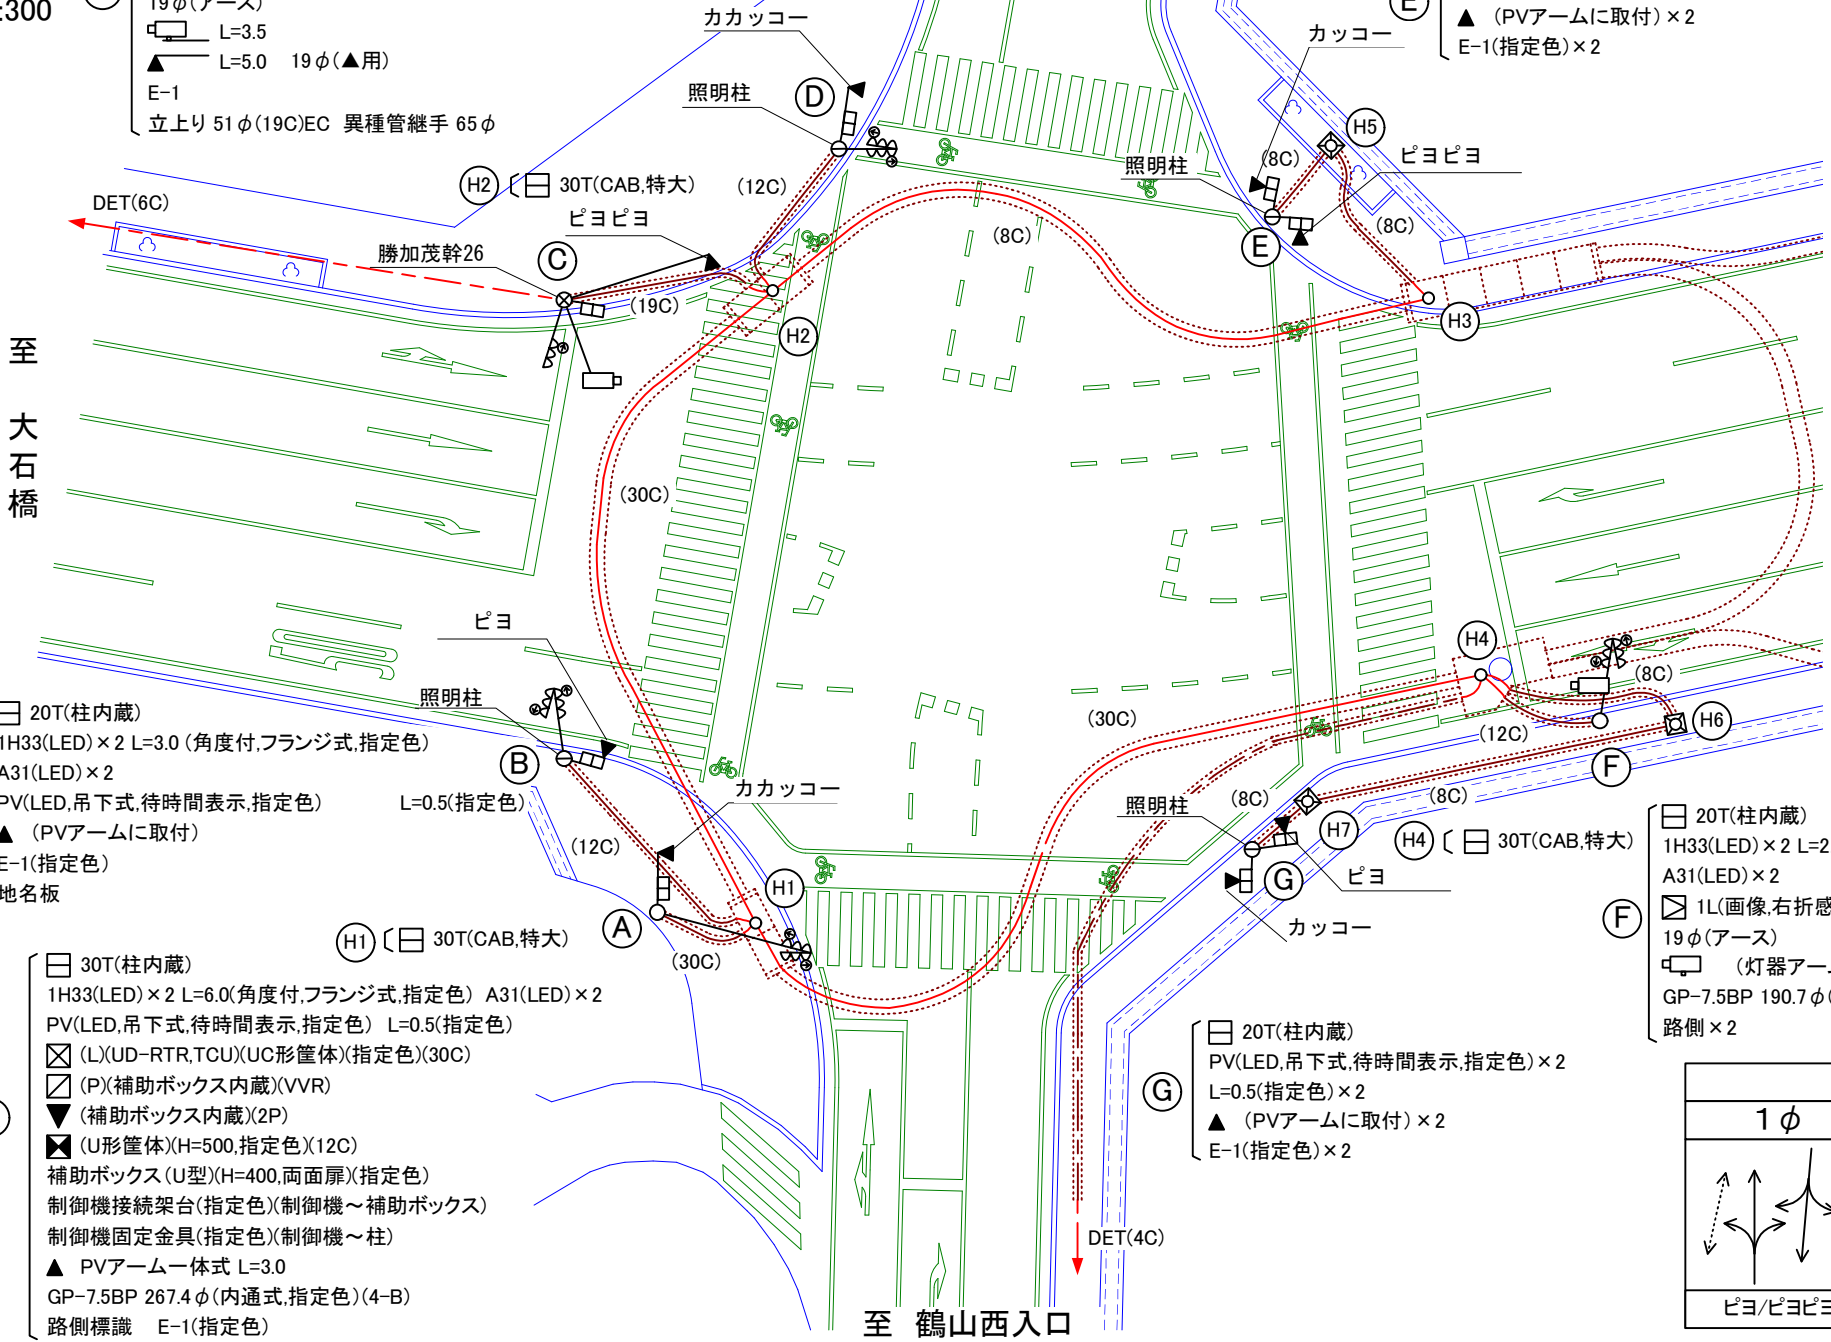 :300
19φ(アース)
L=3.5
L=5.0 19φ(▲用)
E-1
立上り 51φ(19C)EC 異種管継手 65φ
カカッコー
照明柱
D
カッコー
E
▲ (PVアームに取付)×2
E-1(指定色)×2
H5
(8C)
ピヨピヨ
照明柱
(8C)
E
H2
30T(CAB,特大)
(12C)
ピヨピヨ
DET(6C)
勝加茂幹26
C
(19C)
(8C)
H2
H3
至 大石橋
(30C)
ピヨ
照明柱
B
20T(柱内蔵)
1H33(LED)×2 L=3.0 (角度付,フランジ式,指定色)
A31(LED)×2
PV(LED,吊下式,待時間表示,指定色) L=0.5(指定色)
▲ (PVアームに取付)
E-1(指定色)
地名板
カカッコー
(12C)
H1
A
(30C)
H1
30T(CAB,特大)
30T(柱内蔵)
1H33(LED)×2 L=6.0(角度付,フランジ式,指定色) A31(LED)×2
PV(LED,吊下式,待時間表示,指定色) L=0.5(指定色)
(L)(UD-RTR,TCU)(UC形筐体)(指定色)(30C)
(P)(補助ボックス内蔵)(VVR)
▼ (補助ボックス内蔵)(2P)
(U形筐体)(H=500,指定色)(12C)
補助ボックス(U型)(H=400,両面扉)(指定色)
制御機接続架台(指定色)(制御機～補助ボックス)
制御機固定金具(指定色)(制御機～柱)
▲ PVアーム一体式 L=3.0
GP-7.5BP 267.4φ(内通式,指定色)(4-B)
路側標識 E-1(指定色)
H4
(8C)
(30C)
(12C)
H6
F
照明柱
(8C)
(8C)
H7
G
ピヨ
カッコー
H4
30T(CAB,特大)
F
20T(柱内蔵)
1H33(LED)×2 L=2
A31(LED)×2
1L(画像,右折感
19φ(アース)
(灯器アー
GP-7.5BP 190.7φ(
路側×2
G
20T(柱内蔵)
PV(LED,吊下式,待時間表示,指定色)×2
L=0.5(指定色)×2
▲ (PVアームに取付)×2
E-1(指定色)×2
DET(4C)
至 鶴山西入口
1φ
ピヨ/ピヨピヨ